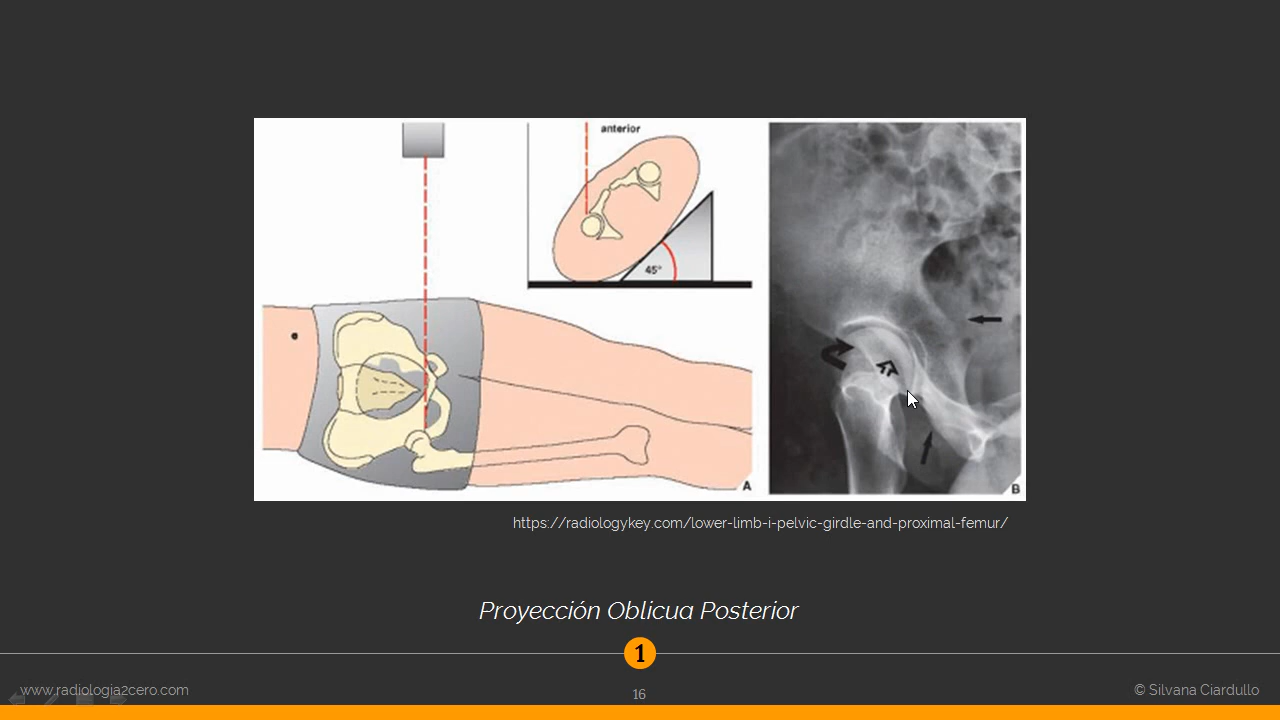 anterior
45°
A
B
https://radiologykey.com/lower-limb-i-pelvic-girdle-and-proximal-femur/
Proyección Oblicua Posterior
1
www.radiologia2cero.com
16
© Silvana Ciardullo